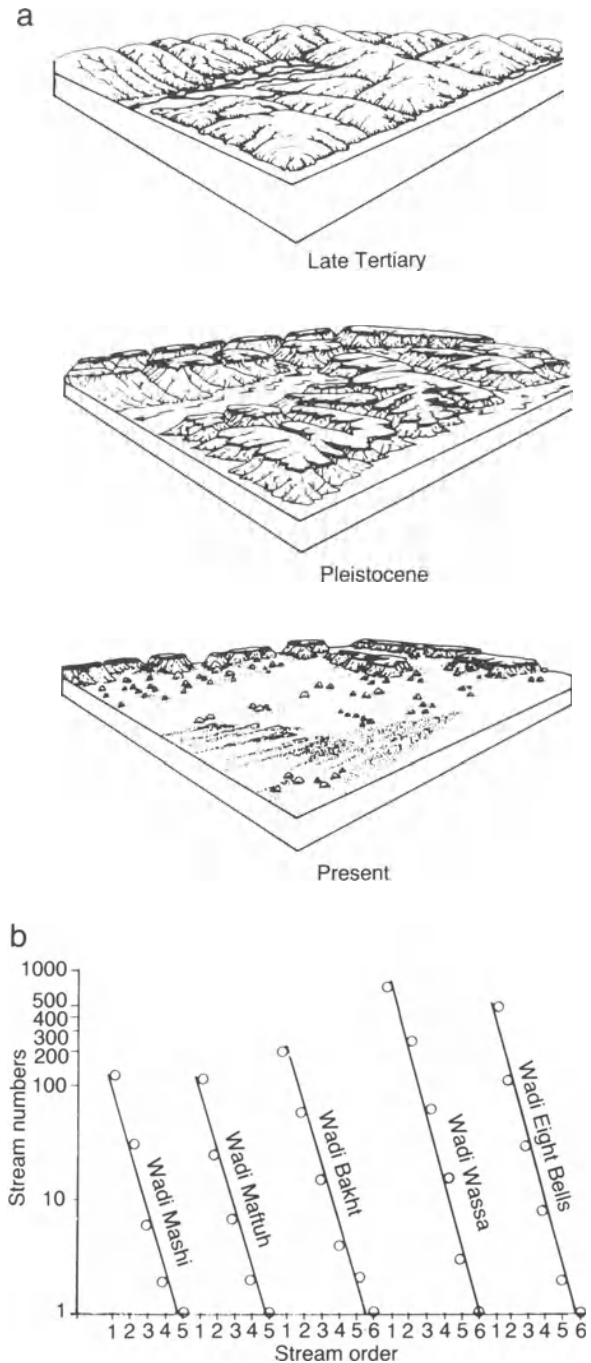 a
Late Tertiary
Pleistocene
Present
b
Stream numbers
1000
500
400
300
200
100
10
1
Wadi Mashi
Wadi Maftuh
Wadi Bakht
Wadi Wassa
Wadi Eight Bells
1 2 3 4 5 1 2 3 4 5 1 2 3 4 5 6 1 2 3 4 5 6 1 2 3 4 5 6
Stream order